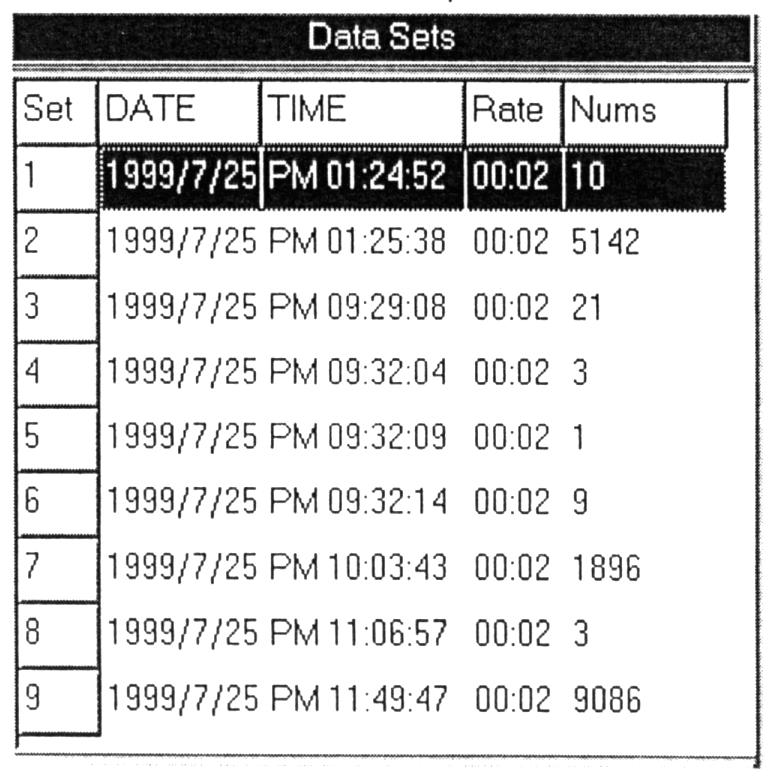 Data Sets
Set DATE TIME Rate Nums
1 1999/7/25 PM 01:24:52 00:02 10
2 1999/7/25 PM 01:25:38 00:02 5142
3 1999/7/25 PM 09:29:08 00:02 21
4 1999/7/25 PM 09:32:04 00:02 3
5 1999/7/25 PM 09:32:09 00:02 1
6 1999/7/25 PM 09:32:14 00:02 9
7 1999/7/25 PM 10:03:43 00:02 1896
8 1999/7/25 PM 11:06:57 00:02 3
9 1999/7/25 PM 11:49:47 00:02 9086